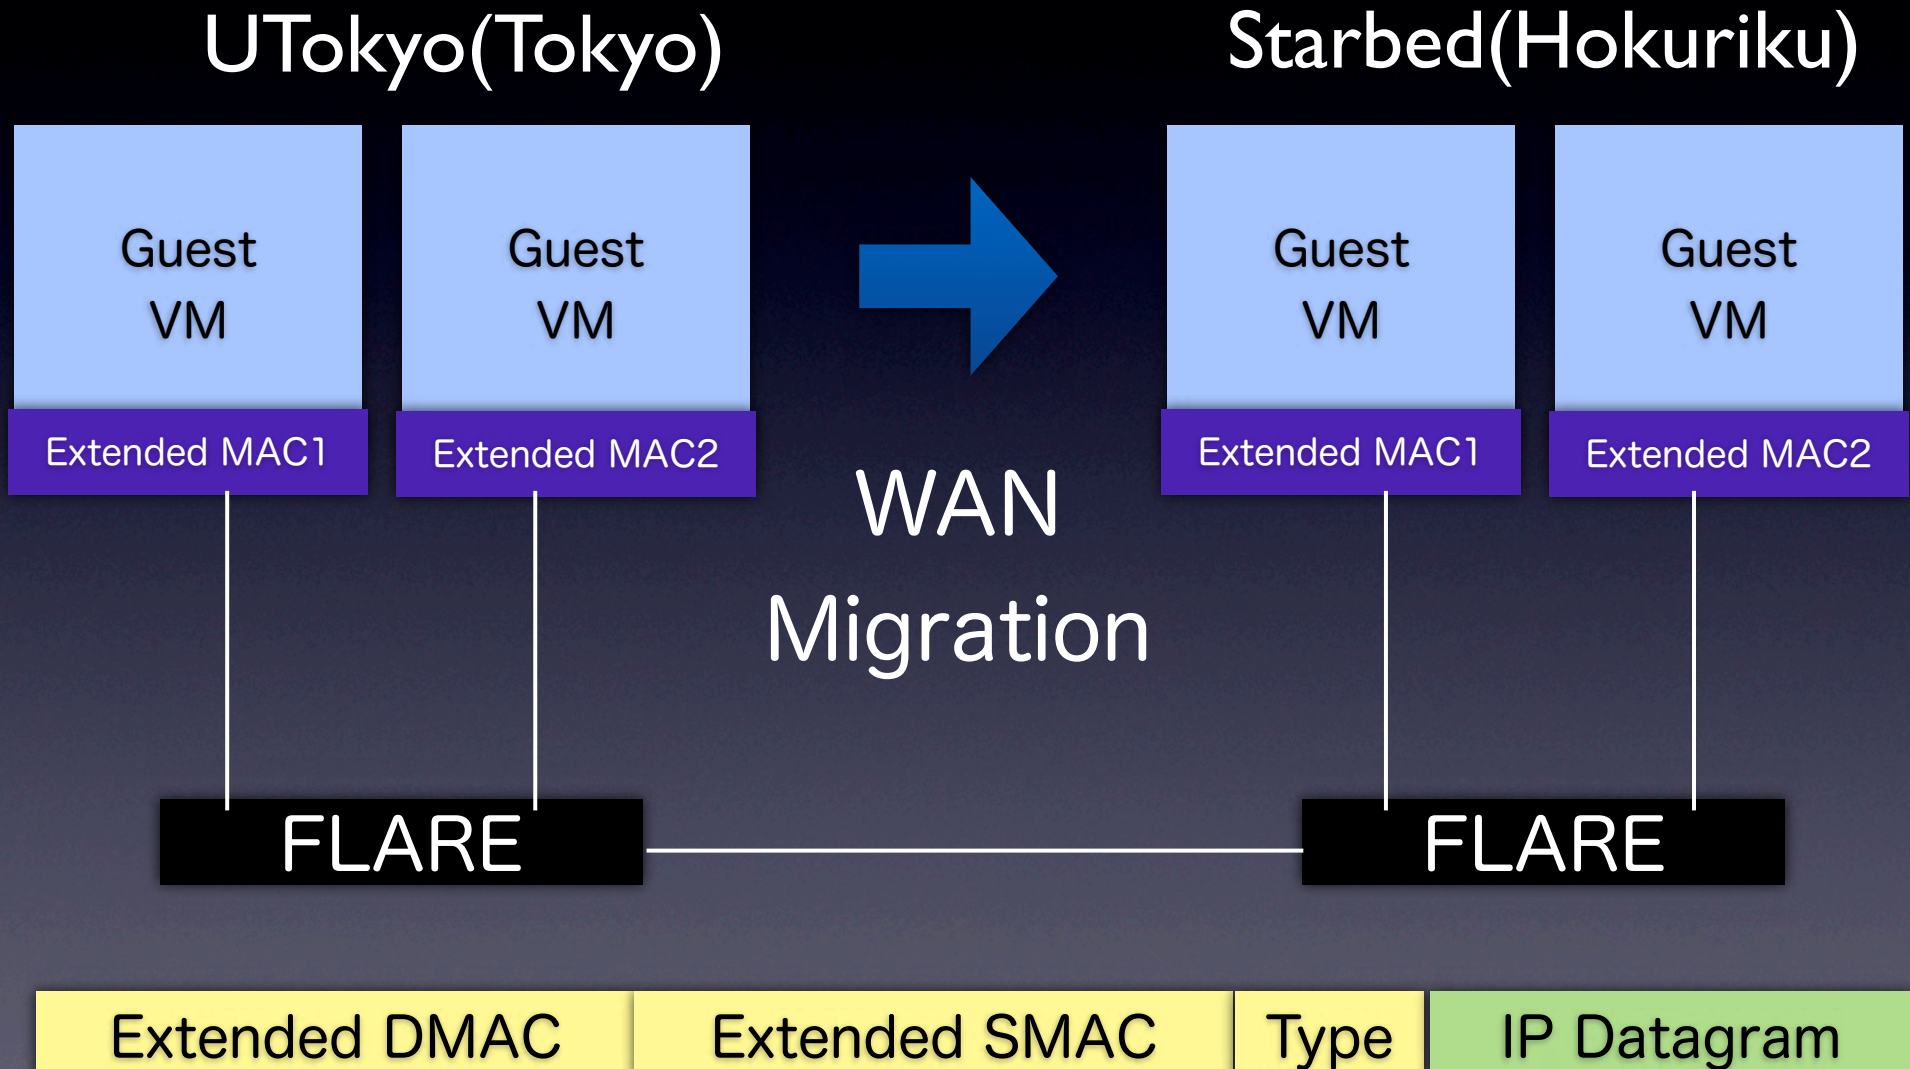 UTokyo(Tokyo)
Starbed(Hokuriku)
Guest
VM
Guest
VM
Guest
VM
Guest
VM
Extended MAC1
Extended MAC2
Extended MAC1
Extended MAC2
WAN
Migration
FLARE
FLARE
Extended DMAC
Extended SMAC
Type
IP Datagram